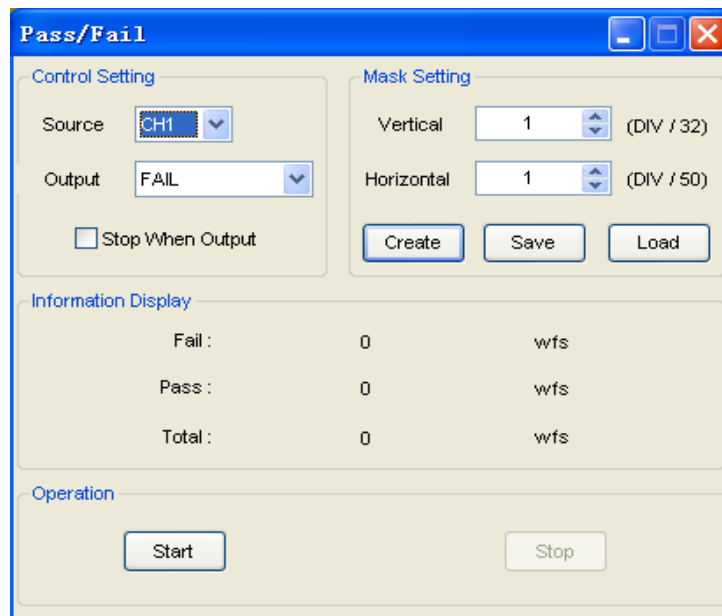 Pass/Fail
Control Setting
Source CH1
Output FAIL
Stop When Output
Mask Setting
Vertical 1 (DIV / 32)
Horizontal 1 (DIV / 50)
Create Save Load
Information Display
Fail : 0 wfs
Pass : 0 wfs
Total : 0 wfs
Operation
Start Stop